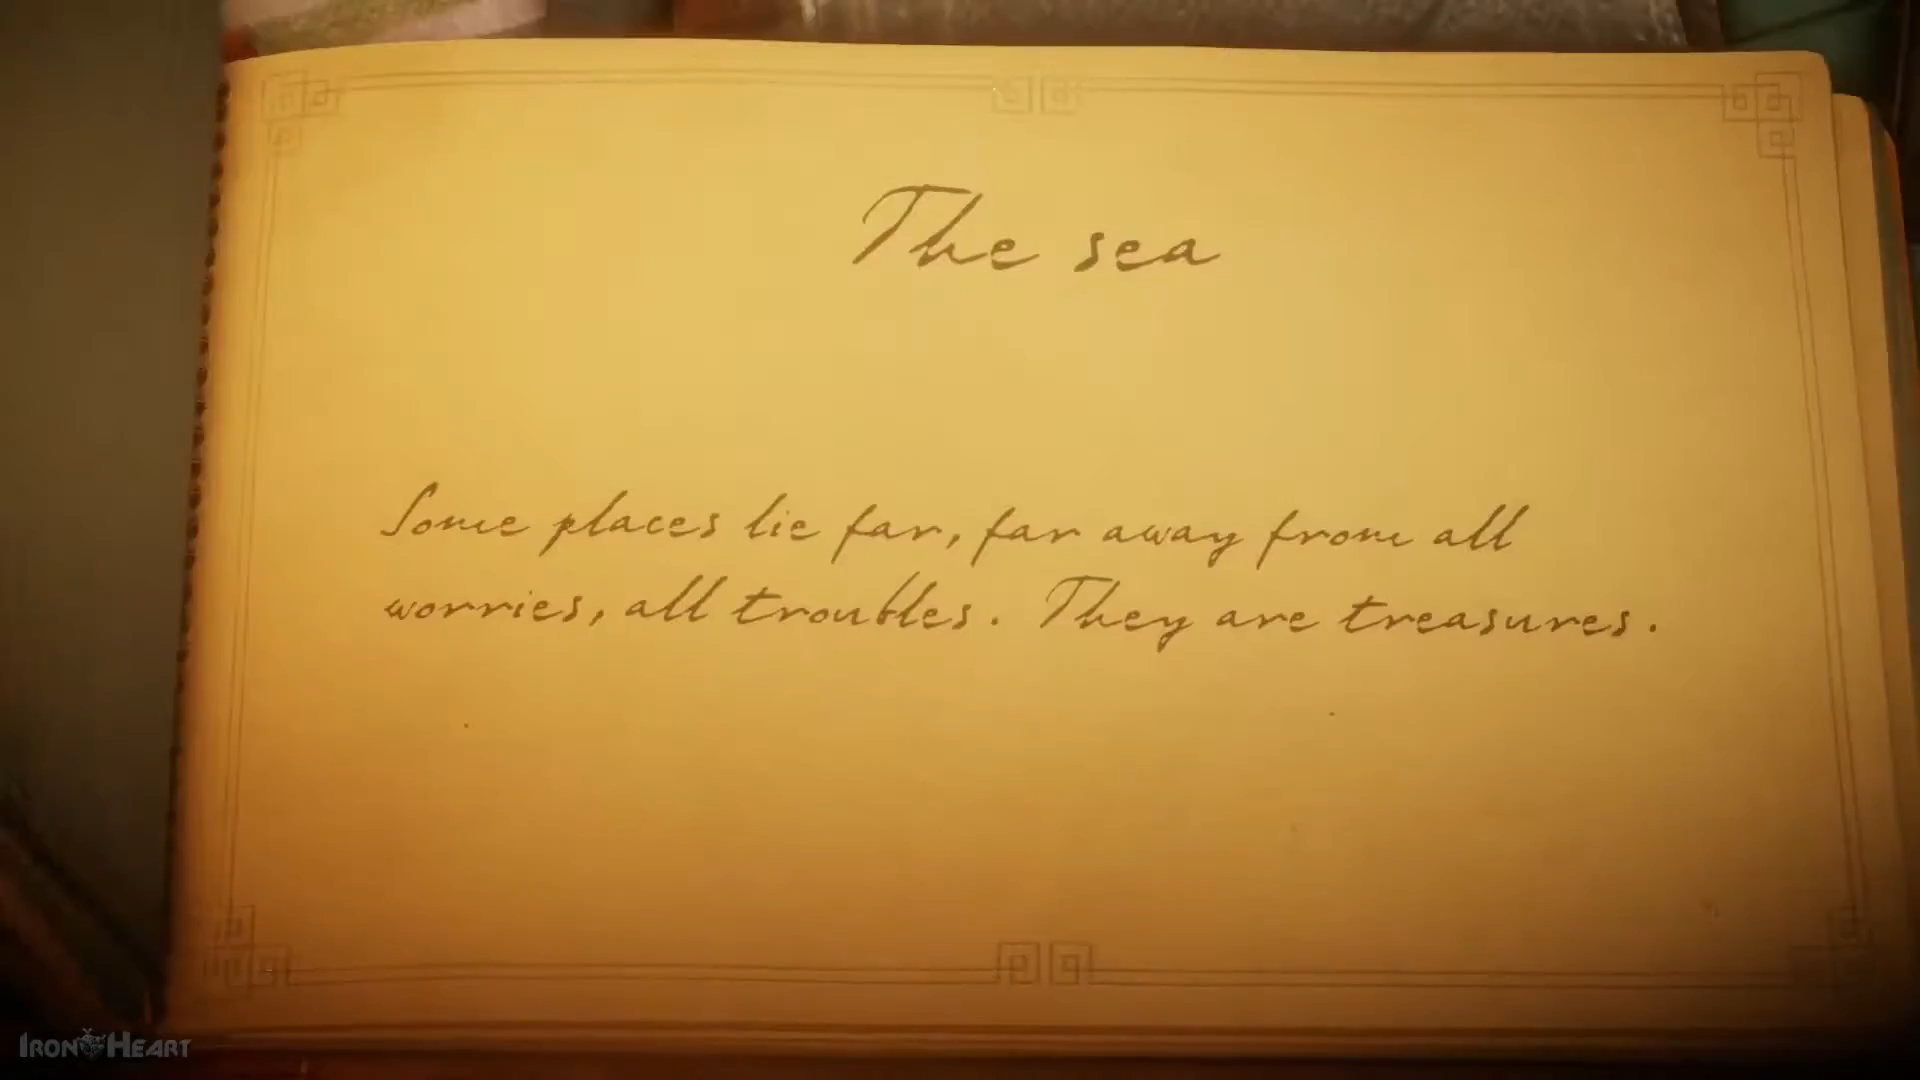 The sea
Some places lie far, far away from all
worries, all troubles. They are treasures.
IRON HEART